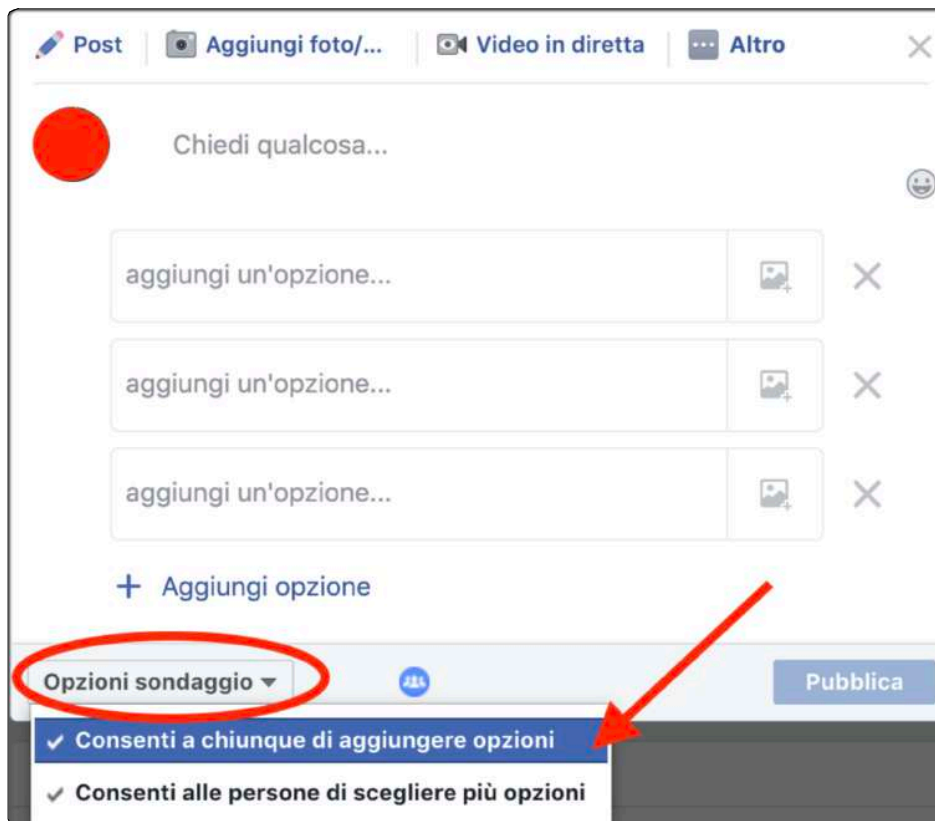 Post Aggiungi foto/... Video in diretta Altro
Chiedi qualcosa...
aggiungi un'opzione...
aggiungi un'opzione...
aggiungi un'opzione...
+ Aggiungi opzione
Opzioni sondaggio Pubblica
Consenti a chiunque di aggiungere opzioni
Consenti alle persone di scegliere più opzioni